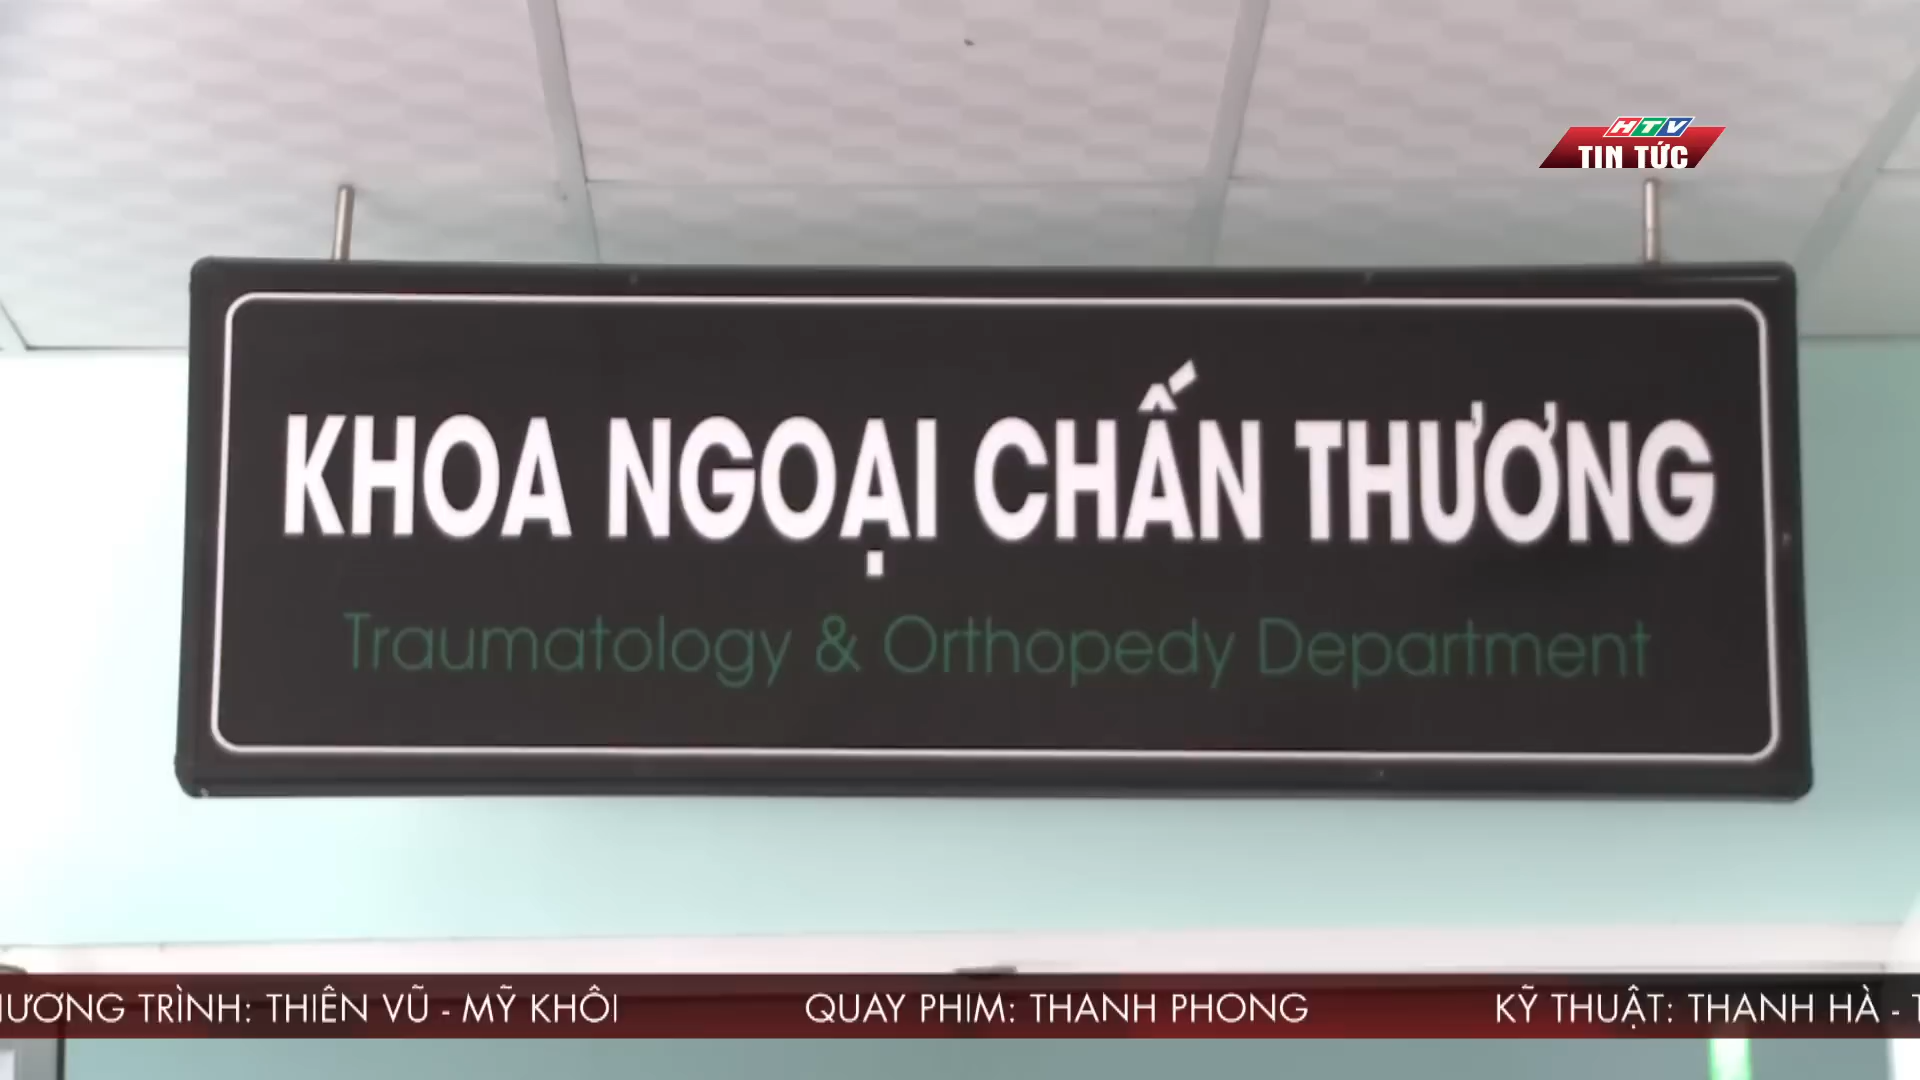 HTV
TIN TỨC
KHOA NGOẠI CHẤN THƯƠNG
Traumatology & Orthopedy Department
TRÌNH: THIÊN VŨ - MỸ KHÔI QUAY PHIM: THANH PHONG KỸ THUẬT: THANH HÀ -